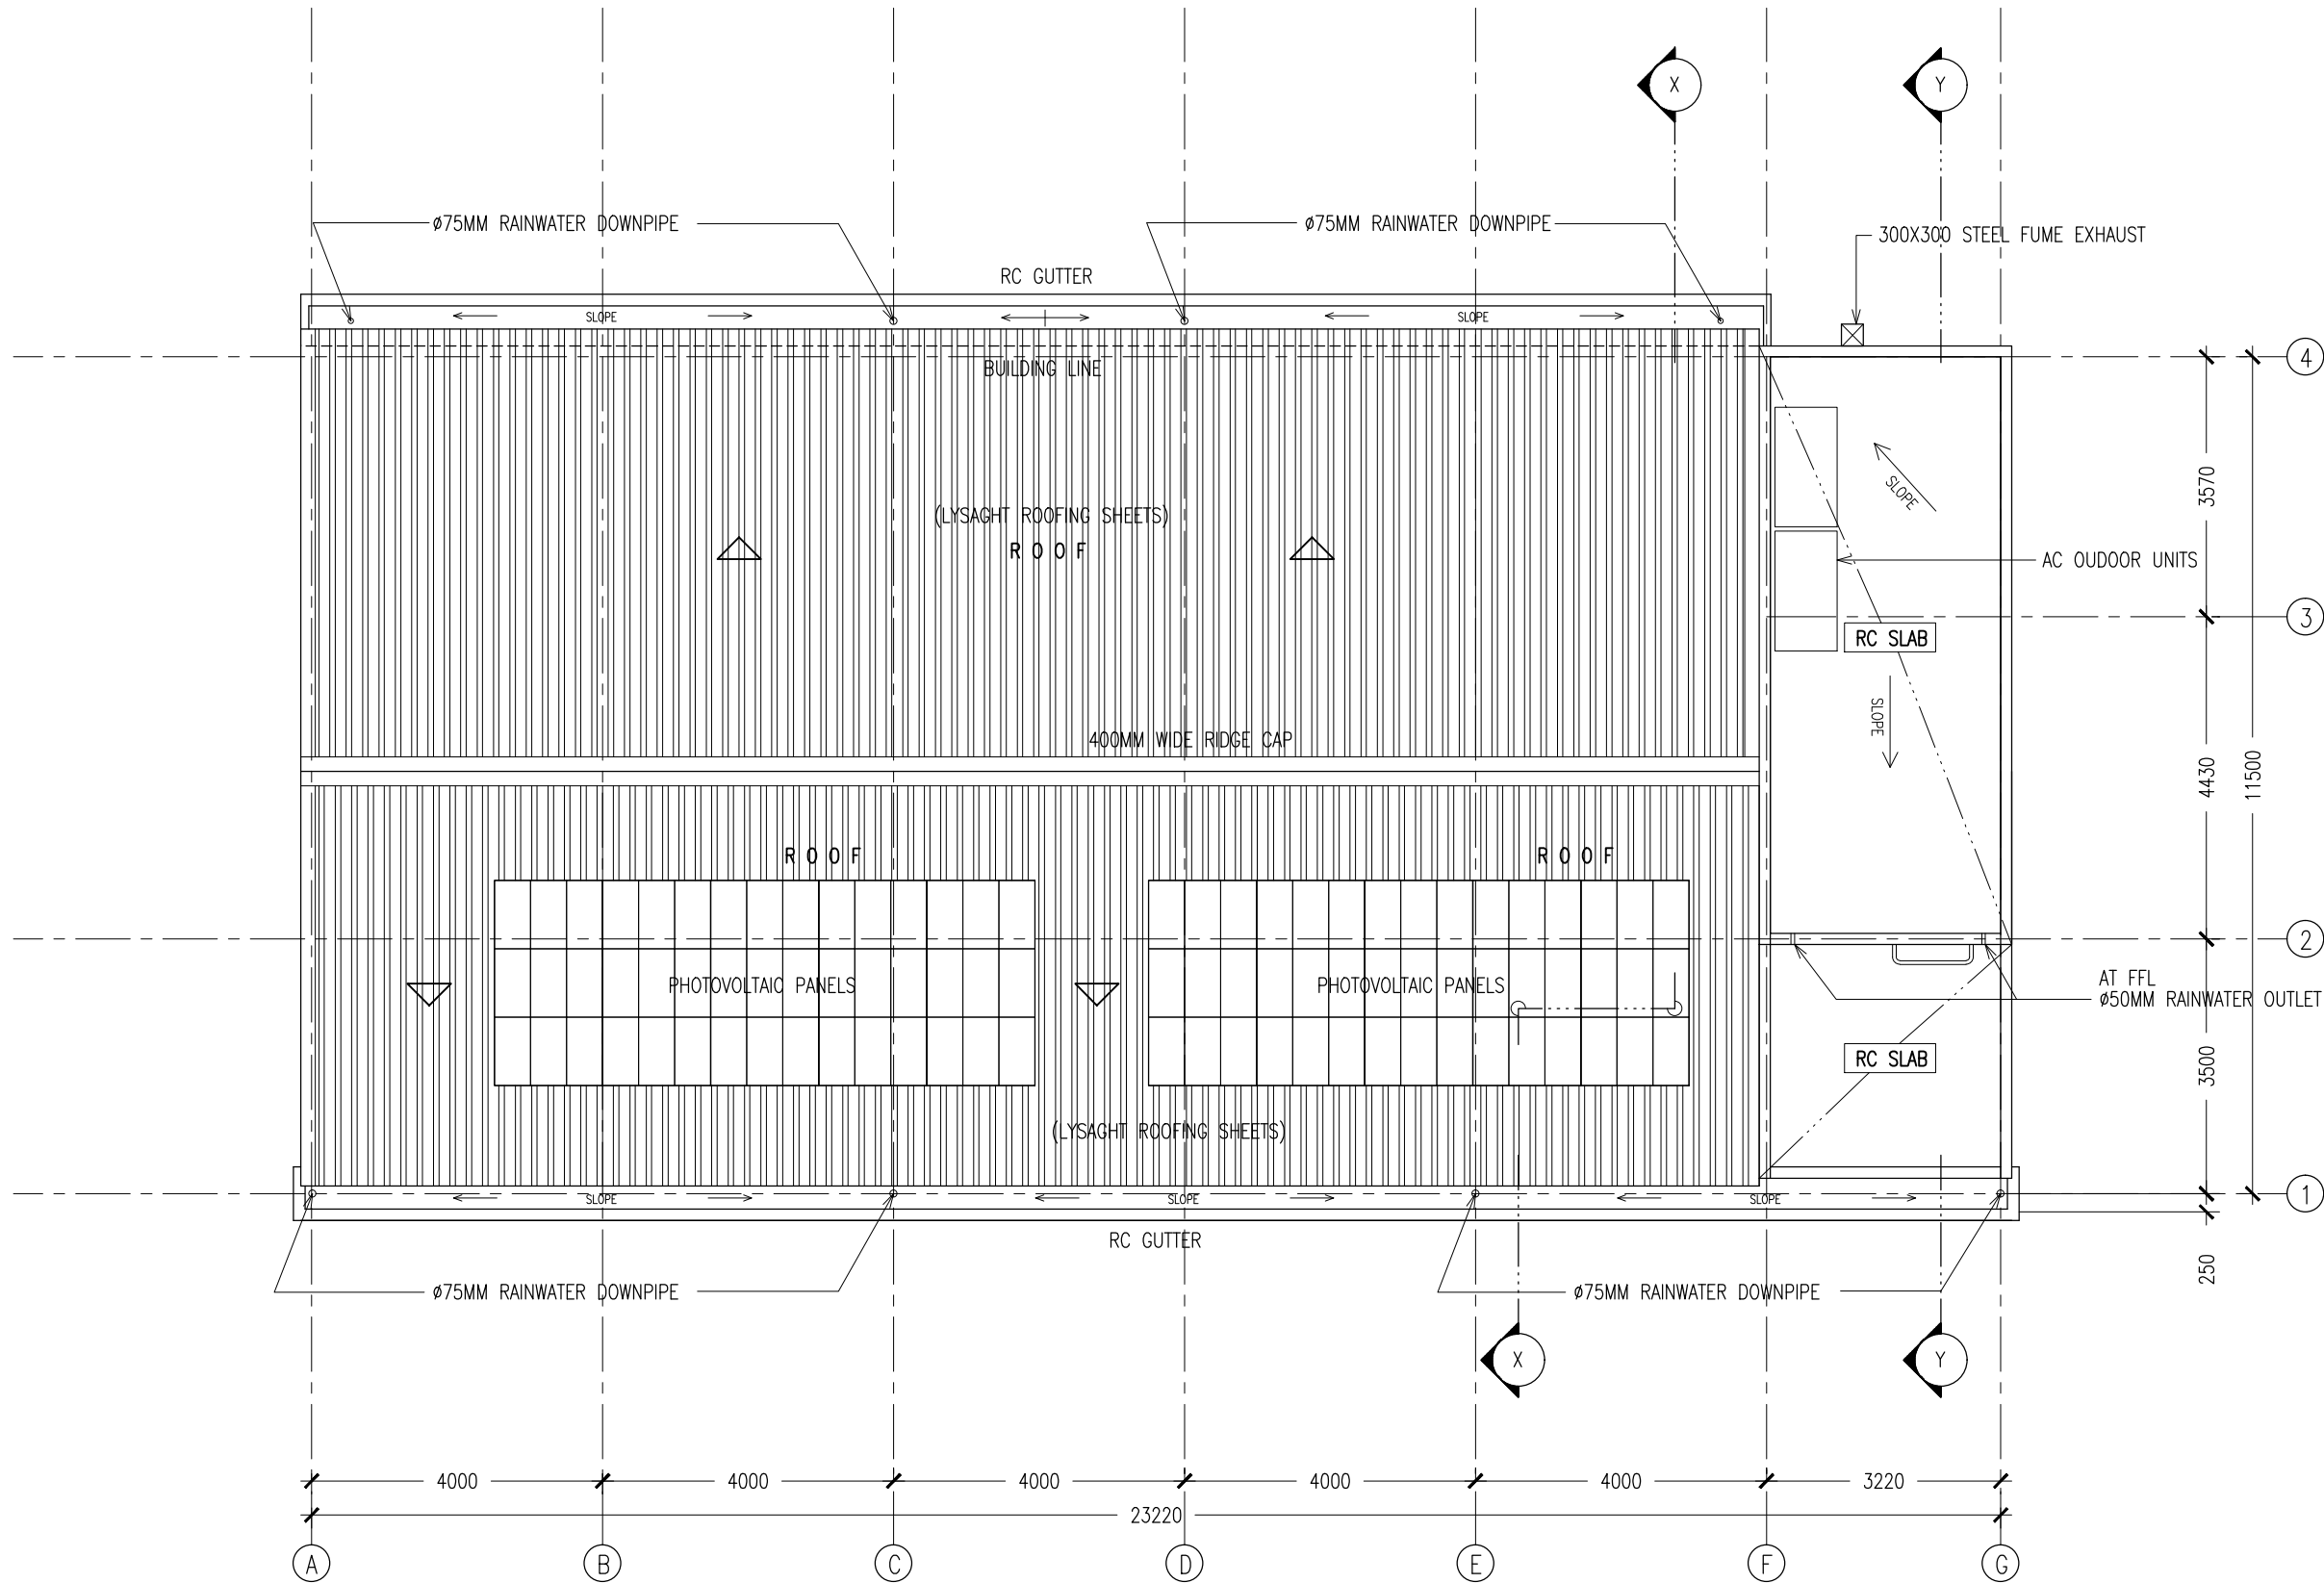 X
Y
ø75MM RAINWATER DOWNPIPE
ø75MM RAINWATER DOWNPIPE
300X300 STEEL FUME EXHAUST
RC GUTTER
SLOPE
SLOPE
4
BUILDING LINE
3570
SLOPE
(LYSAGHT ROOFING SHEETS)
ROOF
AC OUDOOR UNITS
3
RC SLAB
SLOPE
400MM WIDE RIDGE CAP
4430
11500
ROOF
ROOF
2
PHOTOVOLTAIC PANELS
PHOTOVOLTAIC PANELS
AT FFL
ø50MM RAINWATER OUTLET
RC SLAB
3500
(LYSAGHT ROOFING SHEETS)
SLOPE
SLOPE
SLOPE
1
RC GUTTER
250
ø75MM RAINWATER DOWNPIPE
ø75MM RAINWATER DOWNPIPE
X
Y
4000
4000
4000
4000
4000
3220
23220
A
B
C
D
E
F
G